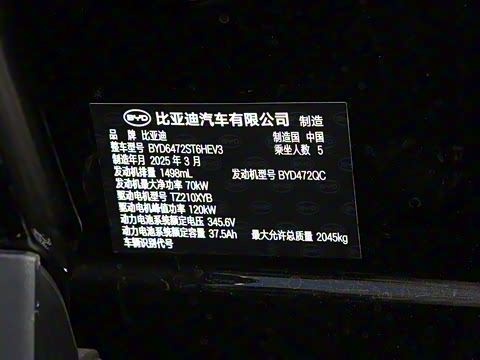 BYD 比亚迪汽车有限公司 制造
品 牌 比亚迪 制造国 中国
整车型号 BYD6472ST6HEV3 乘坐人数 5
制造年月 2025 年 3 月
发动机排量 1498mL 发动机型号 BYD472QC
发动机最大净功率 70kW
驱动电机型号 TZ210XYB
驱动电机峰值功率 120kW
动力电池系统额定电压 345.6V
动力电池系统额定容量 37.5Ah 最大允许总质量 2045kg
车辆识别代号